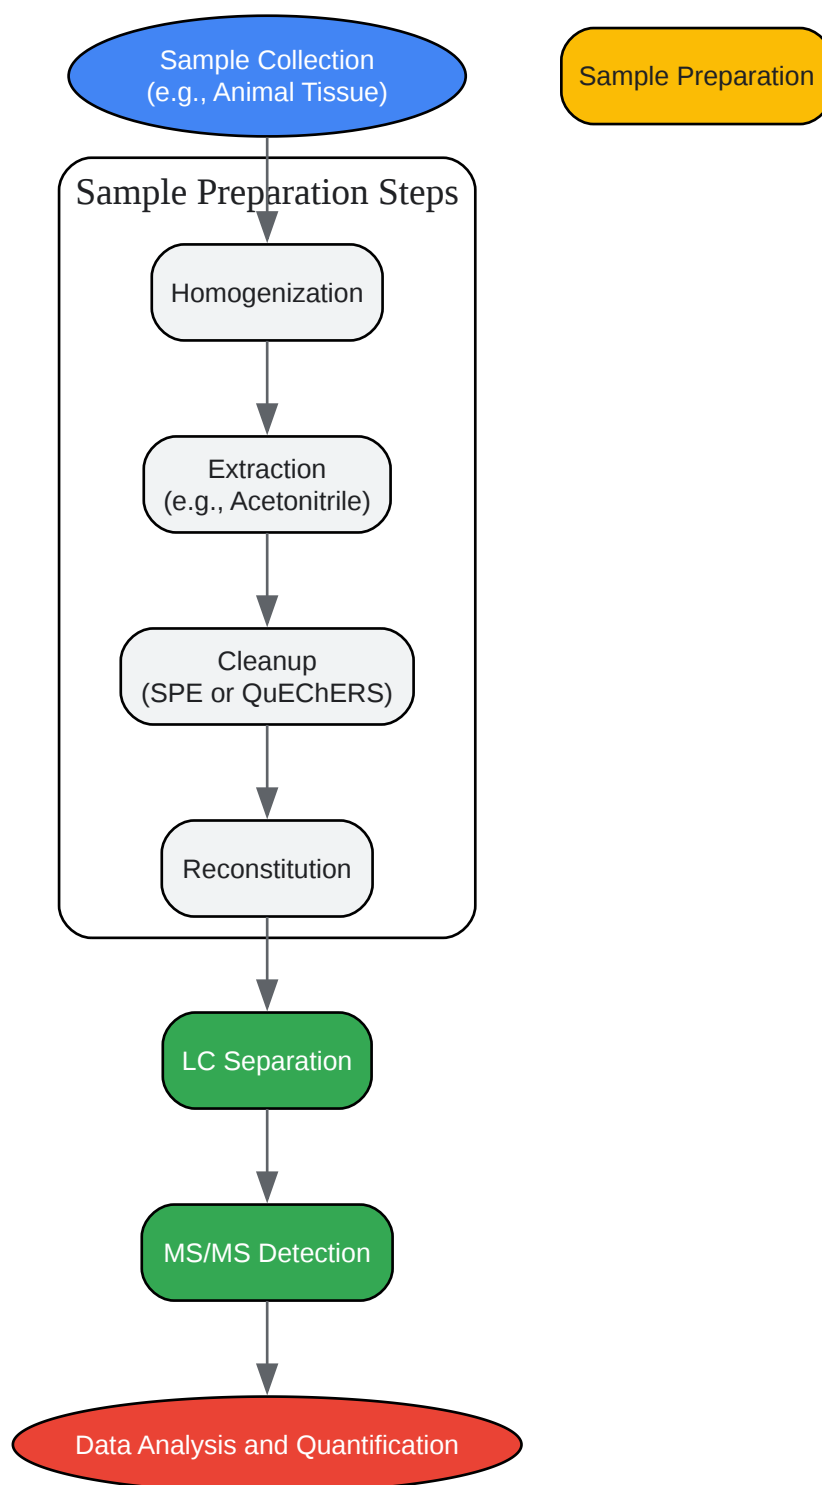 Sample Collection
(e.g., Animal Tissue)
Sample Preparation
Sample Preparation Steps
Homogenization
Extraction
(e.g., Acetonitrile)
Cleanup
(SPE or QuEChERS)
Reconstitution
LC Separation
MS/MS Detection
Data Analysis and Quantification